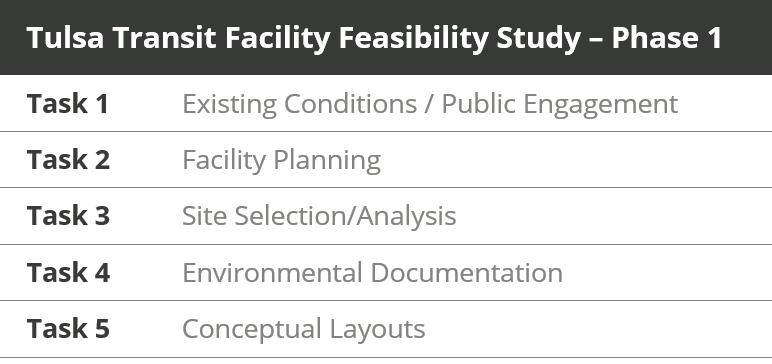 Tulsa Transit Facility Feasibility Study – Phase 1
Task 1 Existing Conditions / Public Engagement
Task 2 Facility Planning
Task 3 Site Selection/Analysis
Task 4 Environmental Documentation
Task 5 Conceptual Layouts